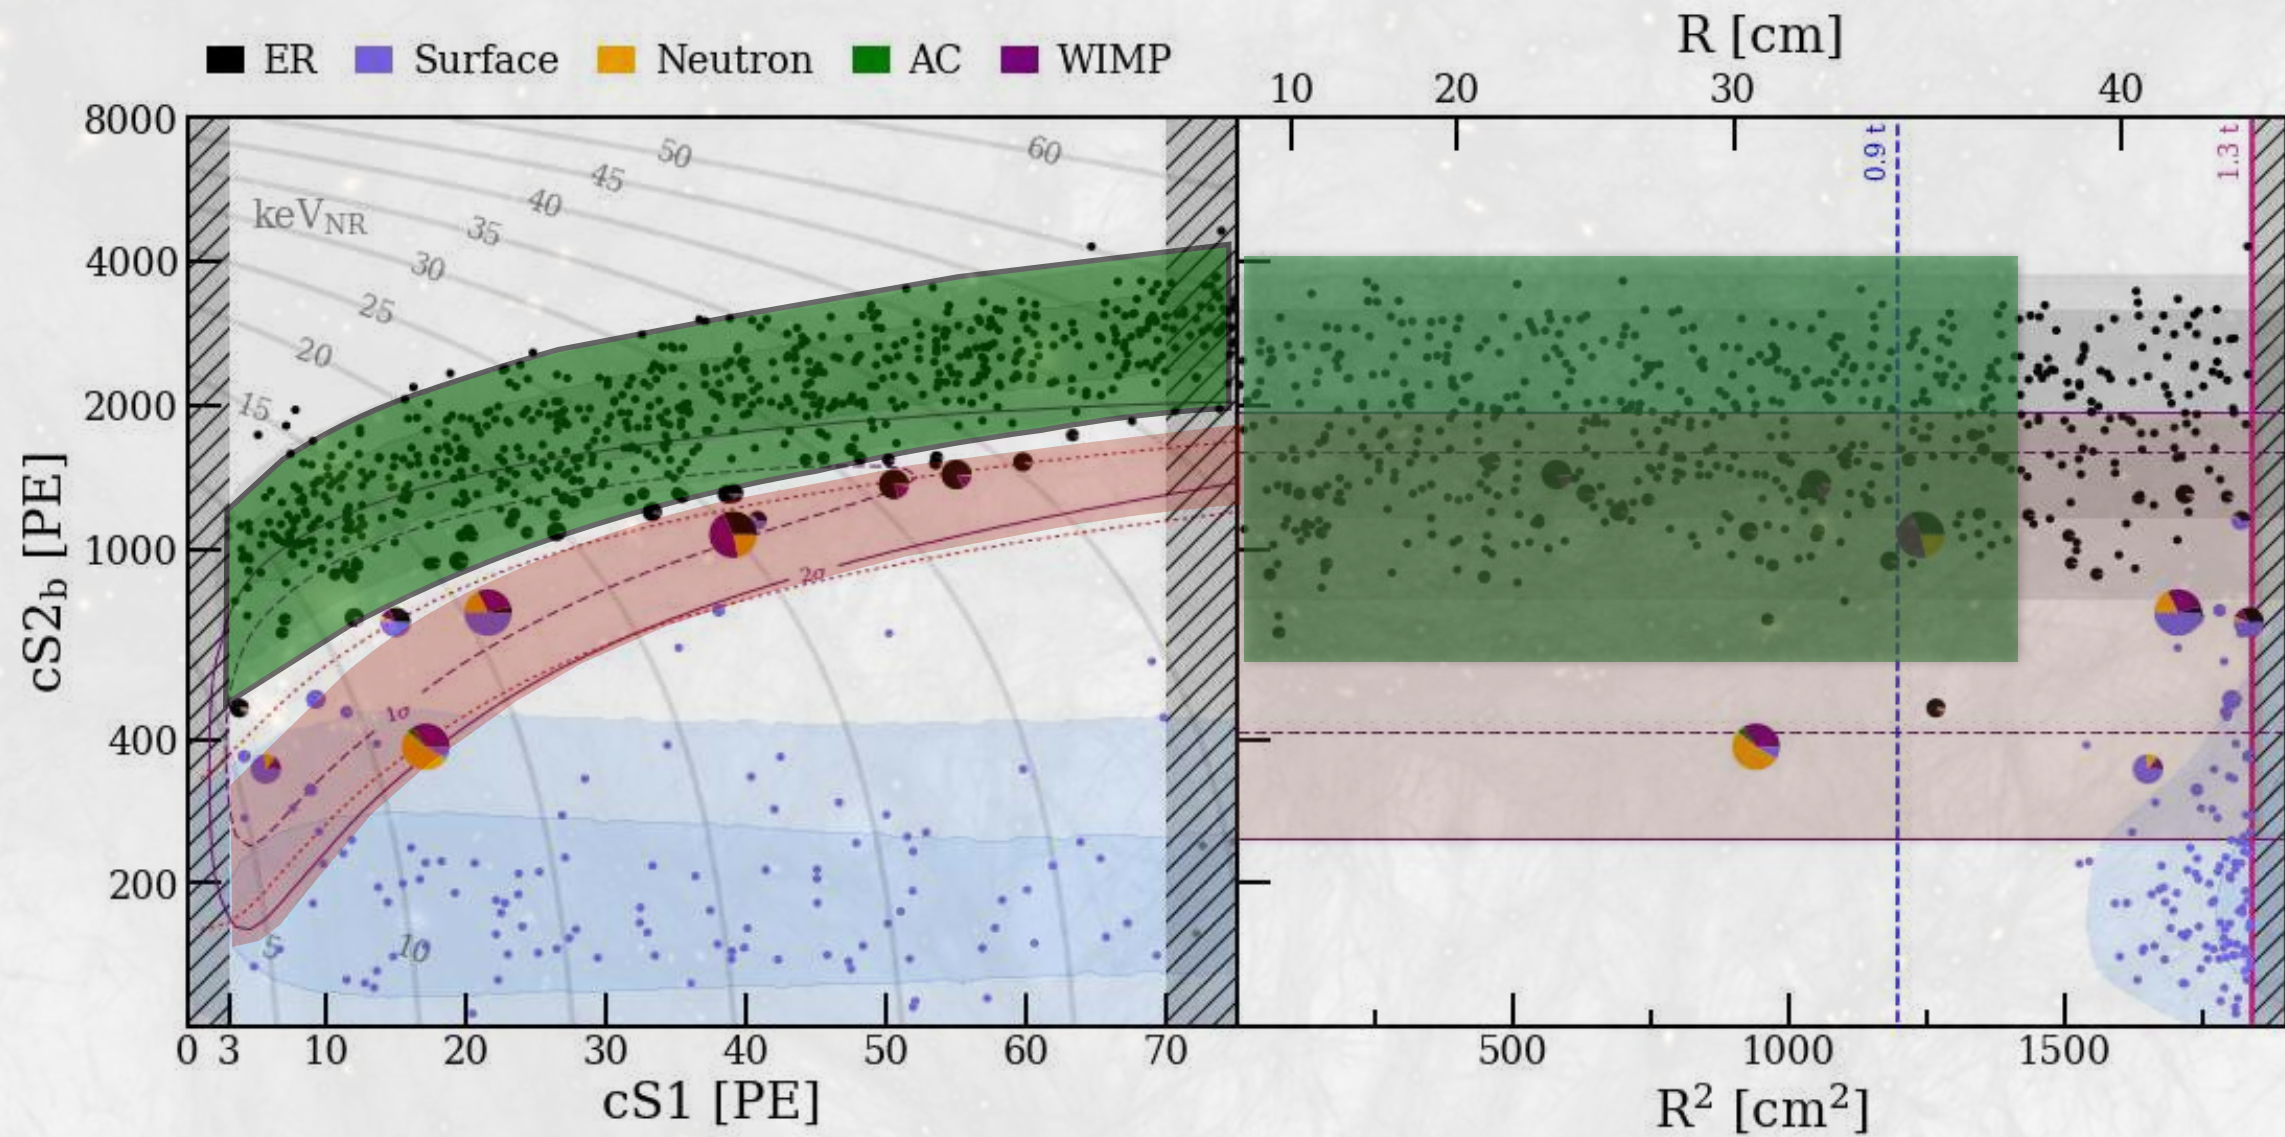 R [cm]
ER Surface Neutron AC WIMP
10 20 30 40
8000
4000
2000
1000
400
200
cS2b [PE]
keVNR
50 60
45
40
35
30
25
20
15
5 10
1σ
2σ
0.9 t
1.3 t
0 3 10 20 30 40 50 60 70
500 1000 1500
cS1 [PE]
R² [cm²]